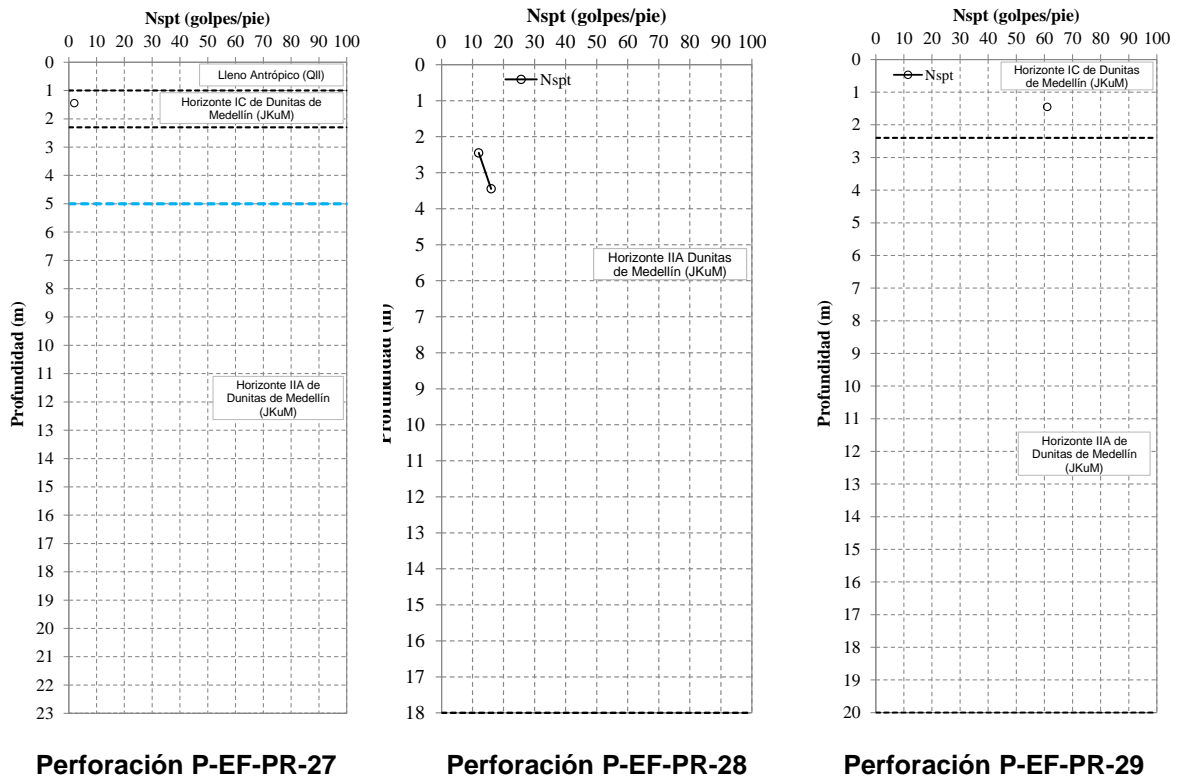 Nspt (golpes/pie)
0 10 20 30 40 50 60 70 80 90 100
0
1
2
3
4
5
6
7
8
9
10
11
12
13
14
15
16
17
18
19
20
21
22
23
Profundidad (m)
Lleno Antrópico (Qll)
Horizonte IC de Dunitas de
Medellín (JKuM)
Horizonte IIA de
Dunitas de Medellín
(JKuM)
Perforación P-EF-PR-27
Nspt (golpes/pie)
0 10 20 30 40 50 60 70 80 90 100
0
1
2
3
4
5
6
7
8
9
10
11
12
13
14
15
16
17
18
Profundidad (m)
Nspt
Horizonte IIA Dunitas
de Medellín (JKuM)
Perforación P-EF-PR-28
Nspt (golpes/pie)
0 10 20 30 40 50 60 70 80 90 100
0
1
2
3
4
5
6
7
8
9
10
11
12
13
14
15
16
17
18
19
20
Profundidad (m)
Nspt
Horizonte IC de Dunitas
de Medellín (JKuM)
Horizonte IIA de
Dunitas de Medellín
(JKuM)
Perforación P-EF-PR-29